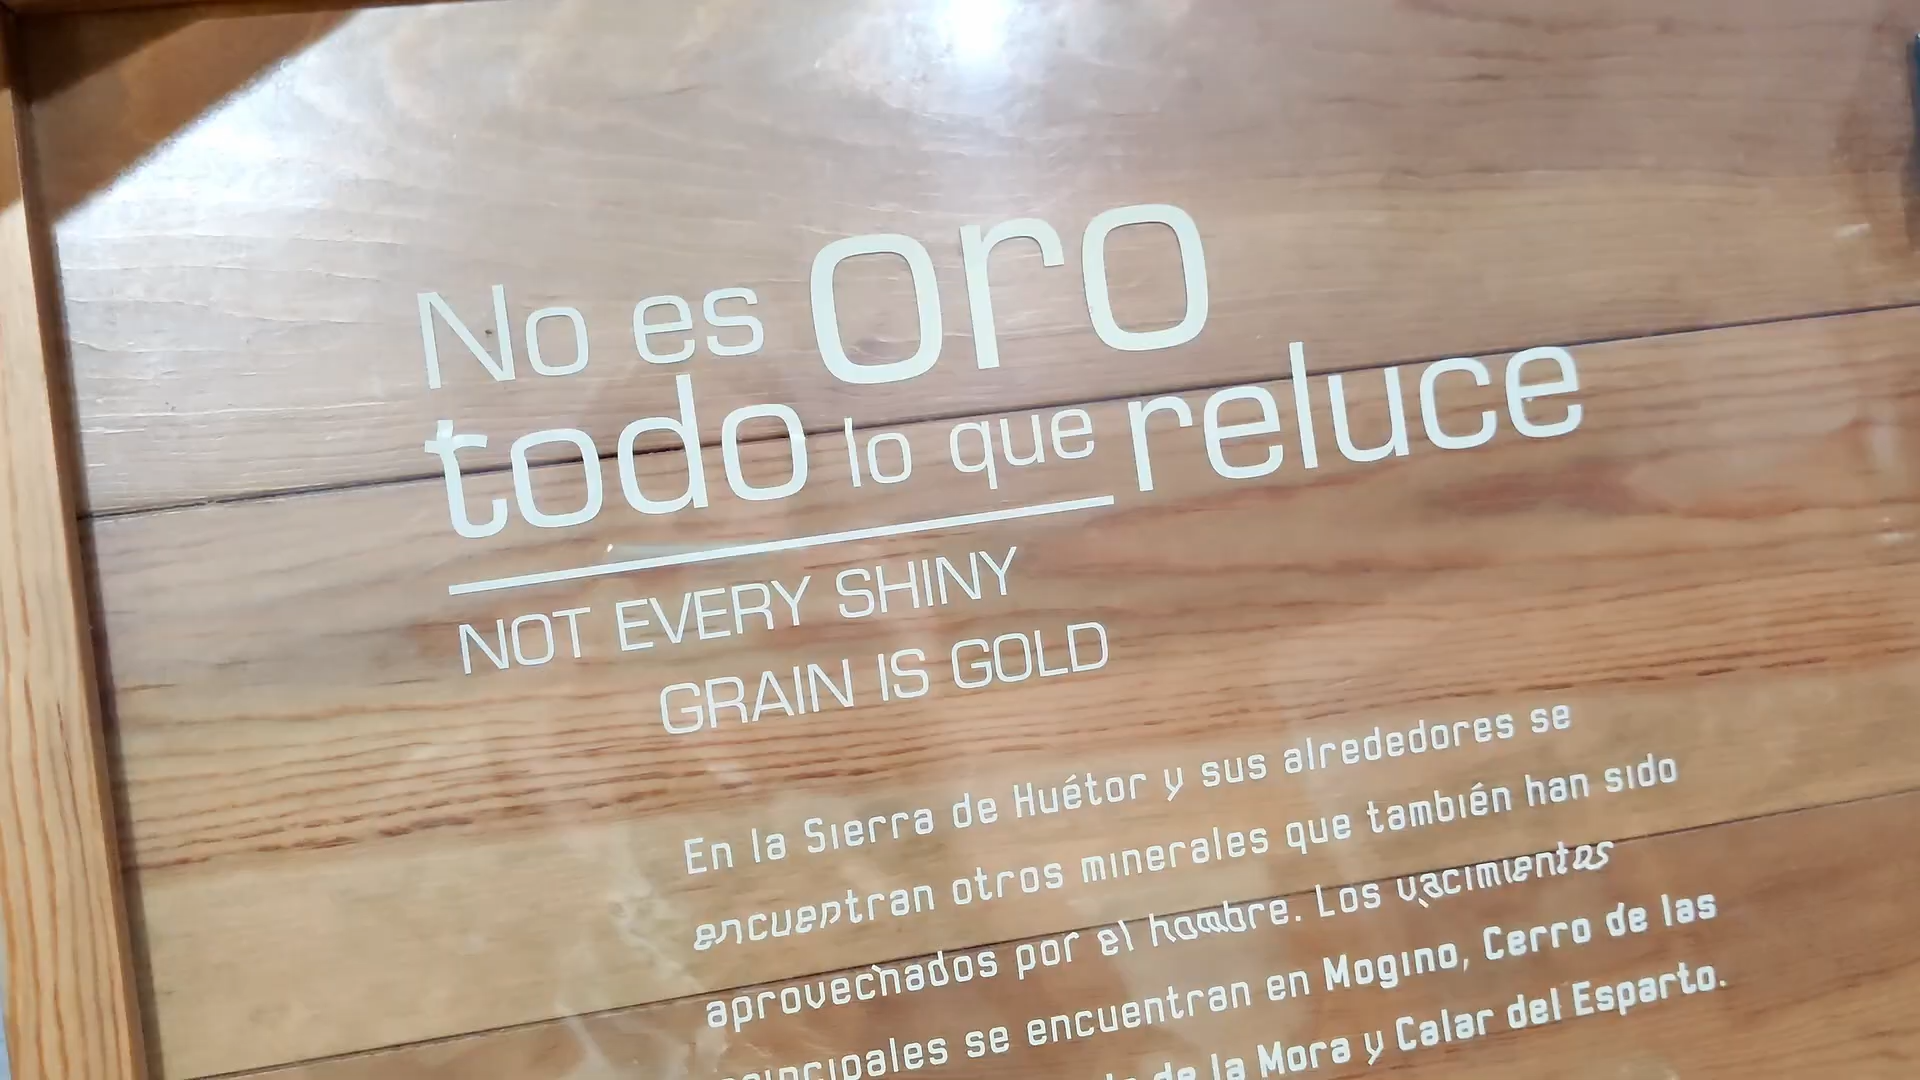 No es oro
todo lo que reluce
NOT EVERY SHINY
GRAIN IS GOLD
En la Sierra de Huétor y sus alrededores se
encuentran otros minerales que también han sido
aprovechados por el hombre. Los yacimientos
principales se encuentran en Mogino, Cerro de las
de la Mora y Calar del Esparto.